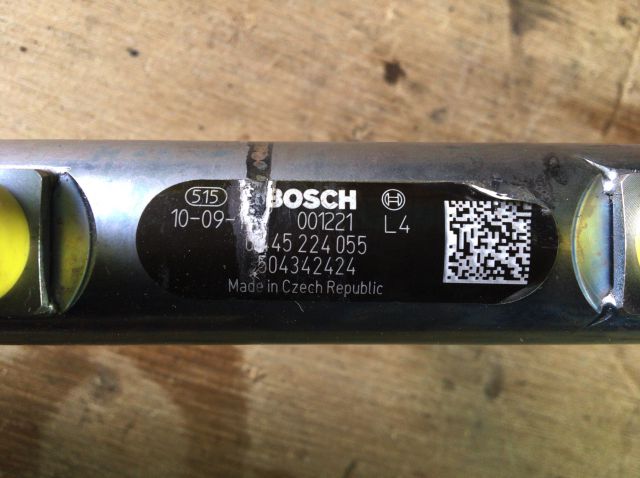 515 BOSCH
10-09- 001221 L4
445 224 055
504342424
Made in Czech Republic